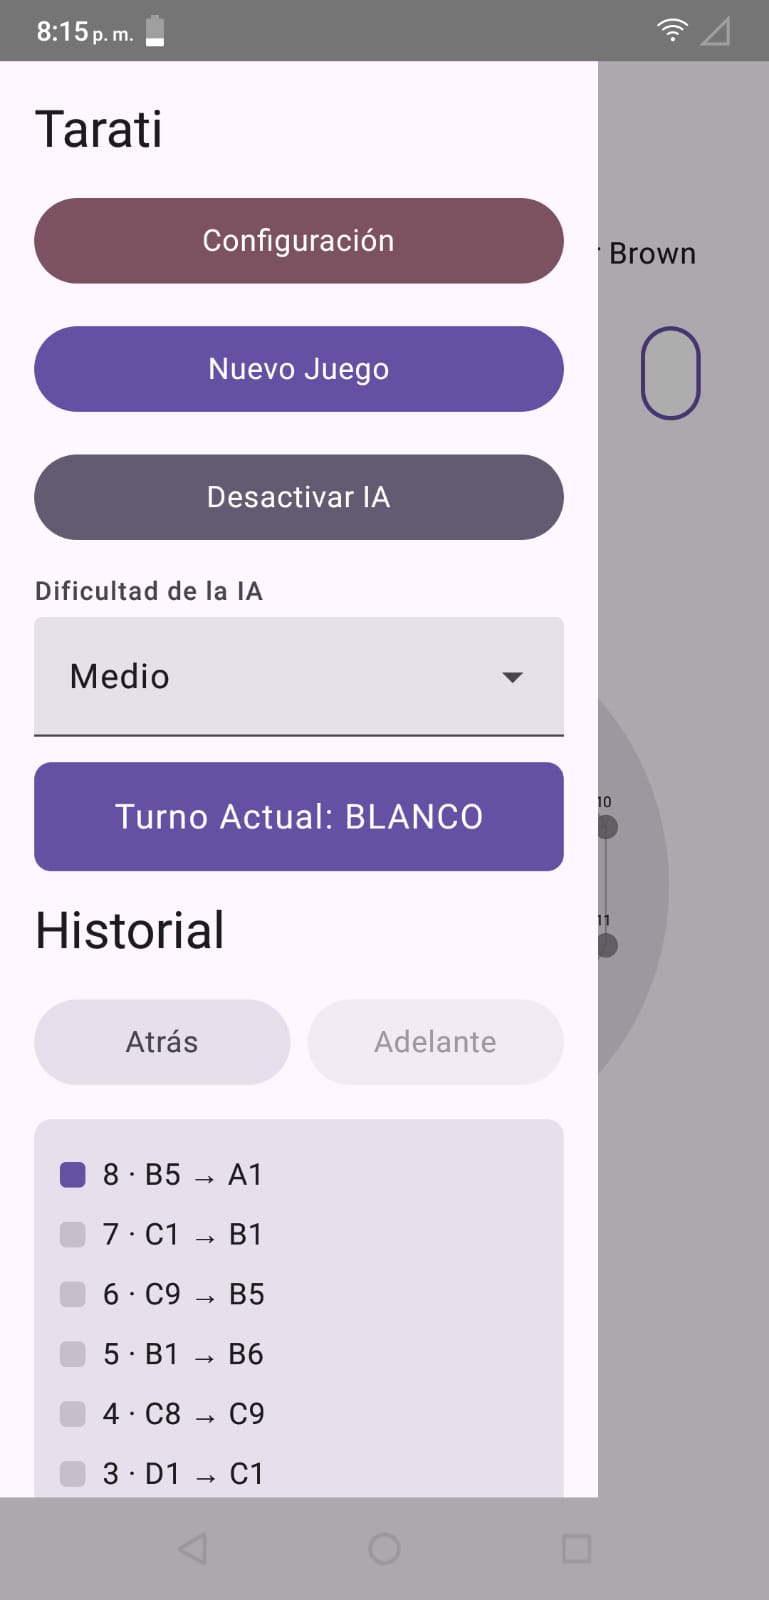 8:15 p. m.
Tarati
Configuración
Brown
Nuevo Juego
Desactivar IA
Dificultad de la IA
Medio
10
Turno Actual: BLANCO
11
Historial
Atrás
Adelante
8 · B5 → A1
7 · C1 → B1
6 · C9 → B5
5 · B1 → B6
4 · C8 → C9
3 · D1 → C1